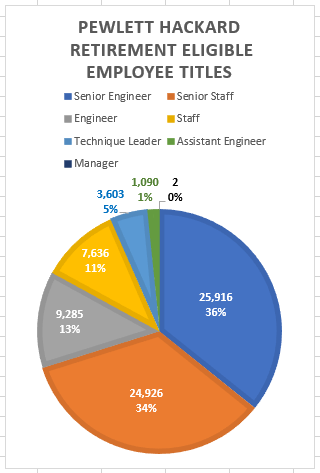 PEWLETT HACKARD
RETIREMENT ELIGIBLE
EMPLOYEE TITLES
Senior Engineer
Senior Staff
Engineer
Staff
Technique Leader
Assistant Engineer
Manager
1,090
1%
2
0%
3,603
5%
7,636
11%
25,916
36%
9,285
13%
24,926
34%